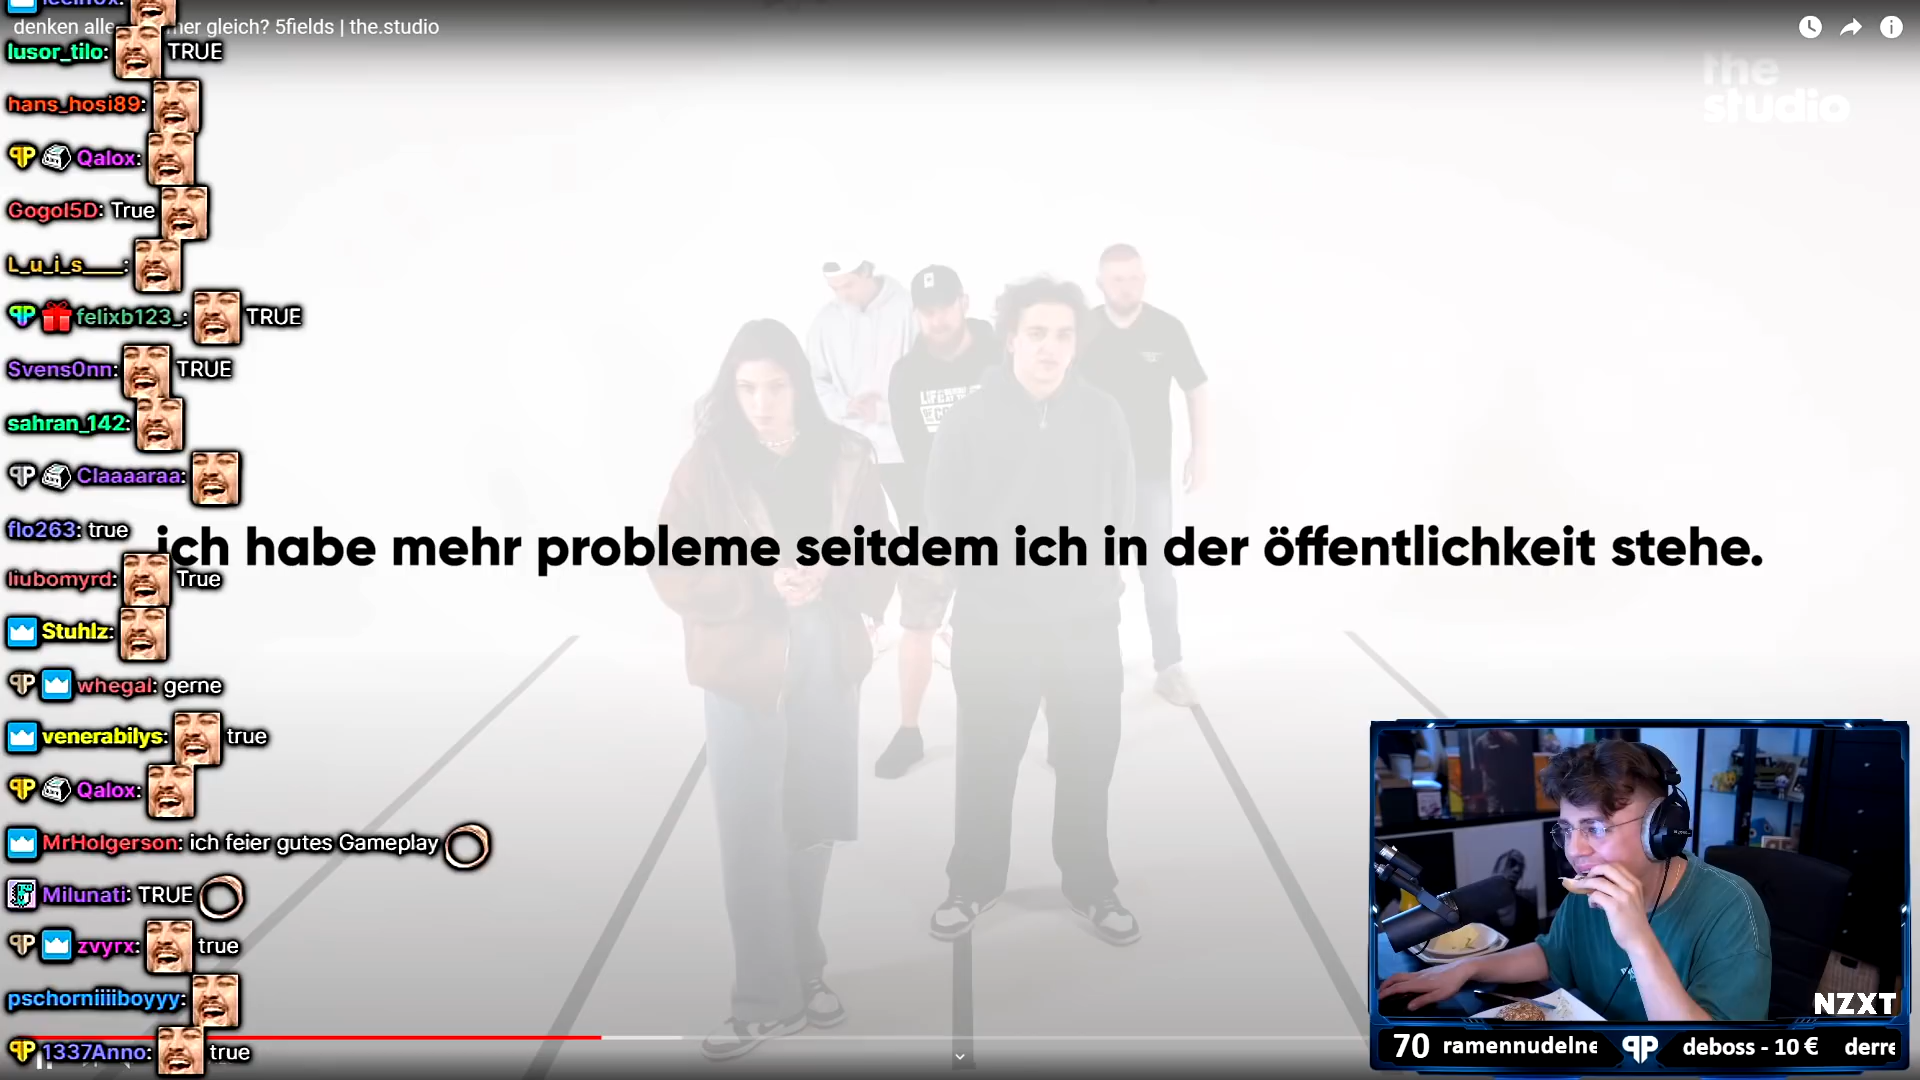 denken alle
ner gleich? 5fields | the.studio
the
studio
lusor_tilo: TRUE
hans_hosi89:
Qalox:
Gogol5D: True
L_u_i_s___:
felixb123_: TRUE
Svens0nn: TRUE
sahran_142:
Claaaaraa:
flo263: true
ich habe mehr probleme seitdem ich in der öffentlichkeit stehe.
liubomyrd: True
Stuhlz:
whegal: gerne
venerabilys: true
Qalox:
MrHolgerson: ich feier gutes Gameplay
Milunati: TRUE
zvyrx: true
pschorniiiiboyyy:
1337Anno: true
NZXT
70 ramennudelne deboss - 10 € derre